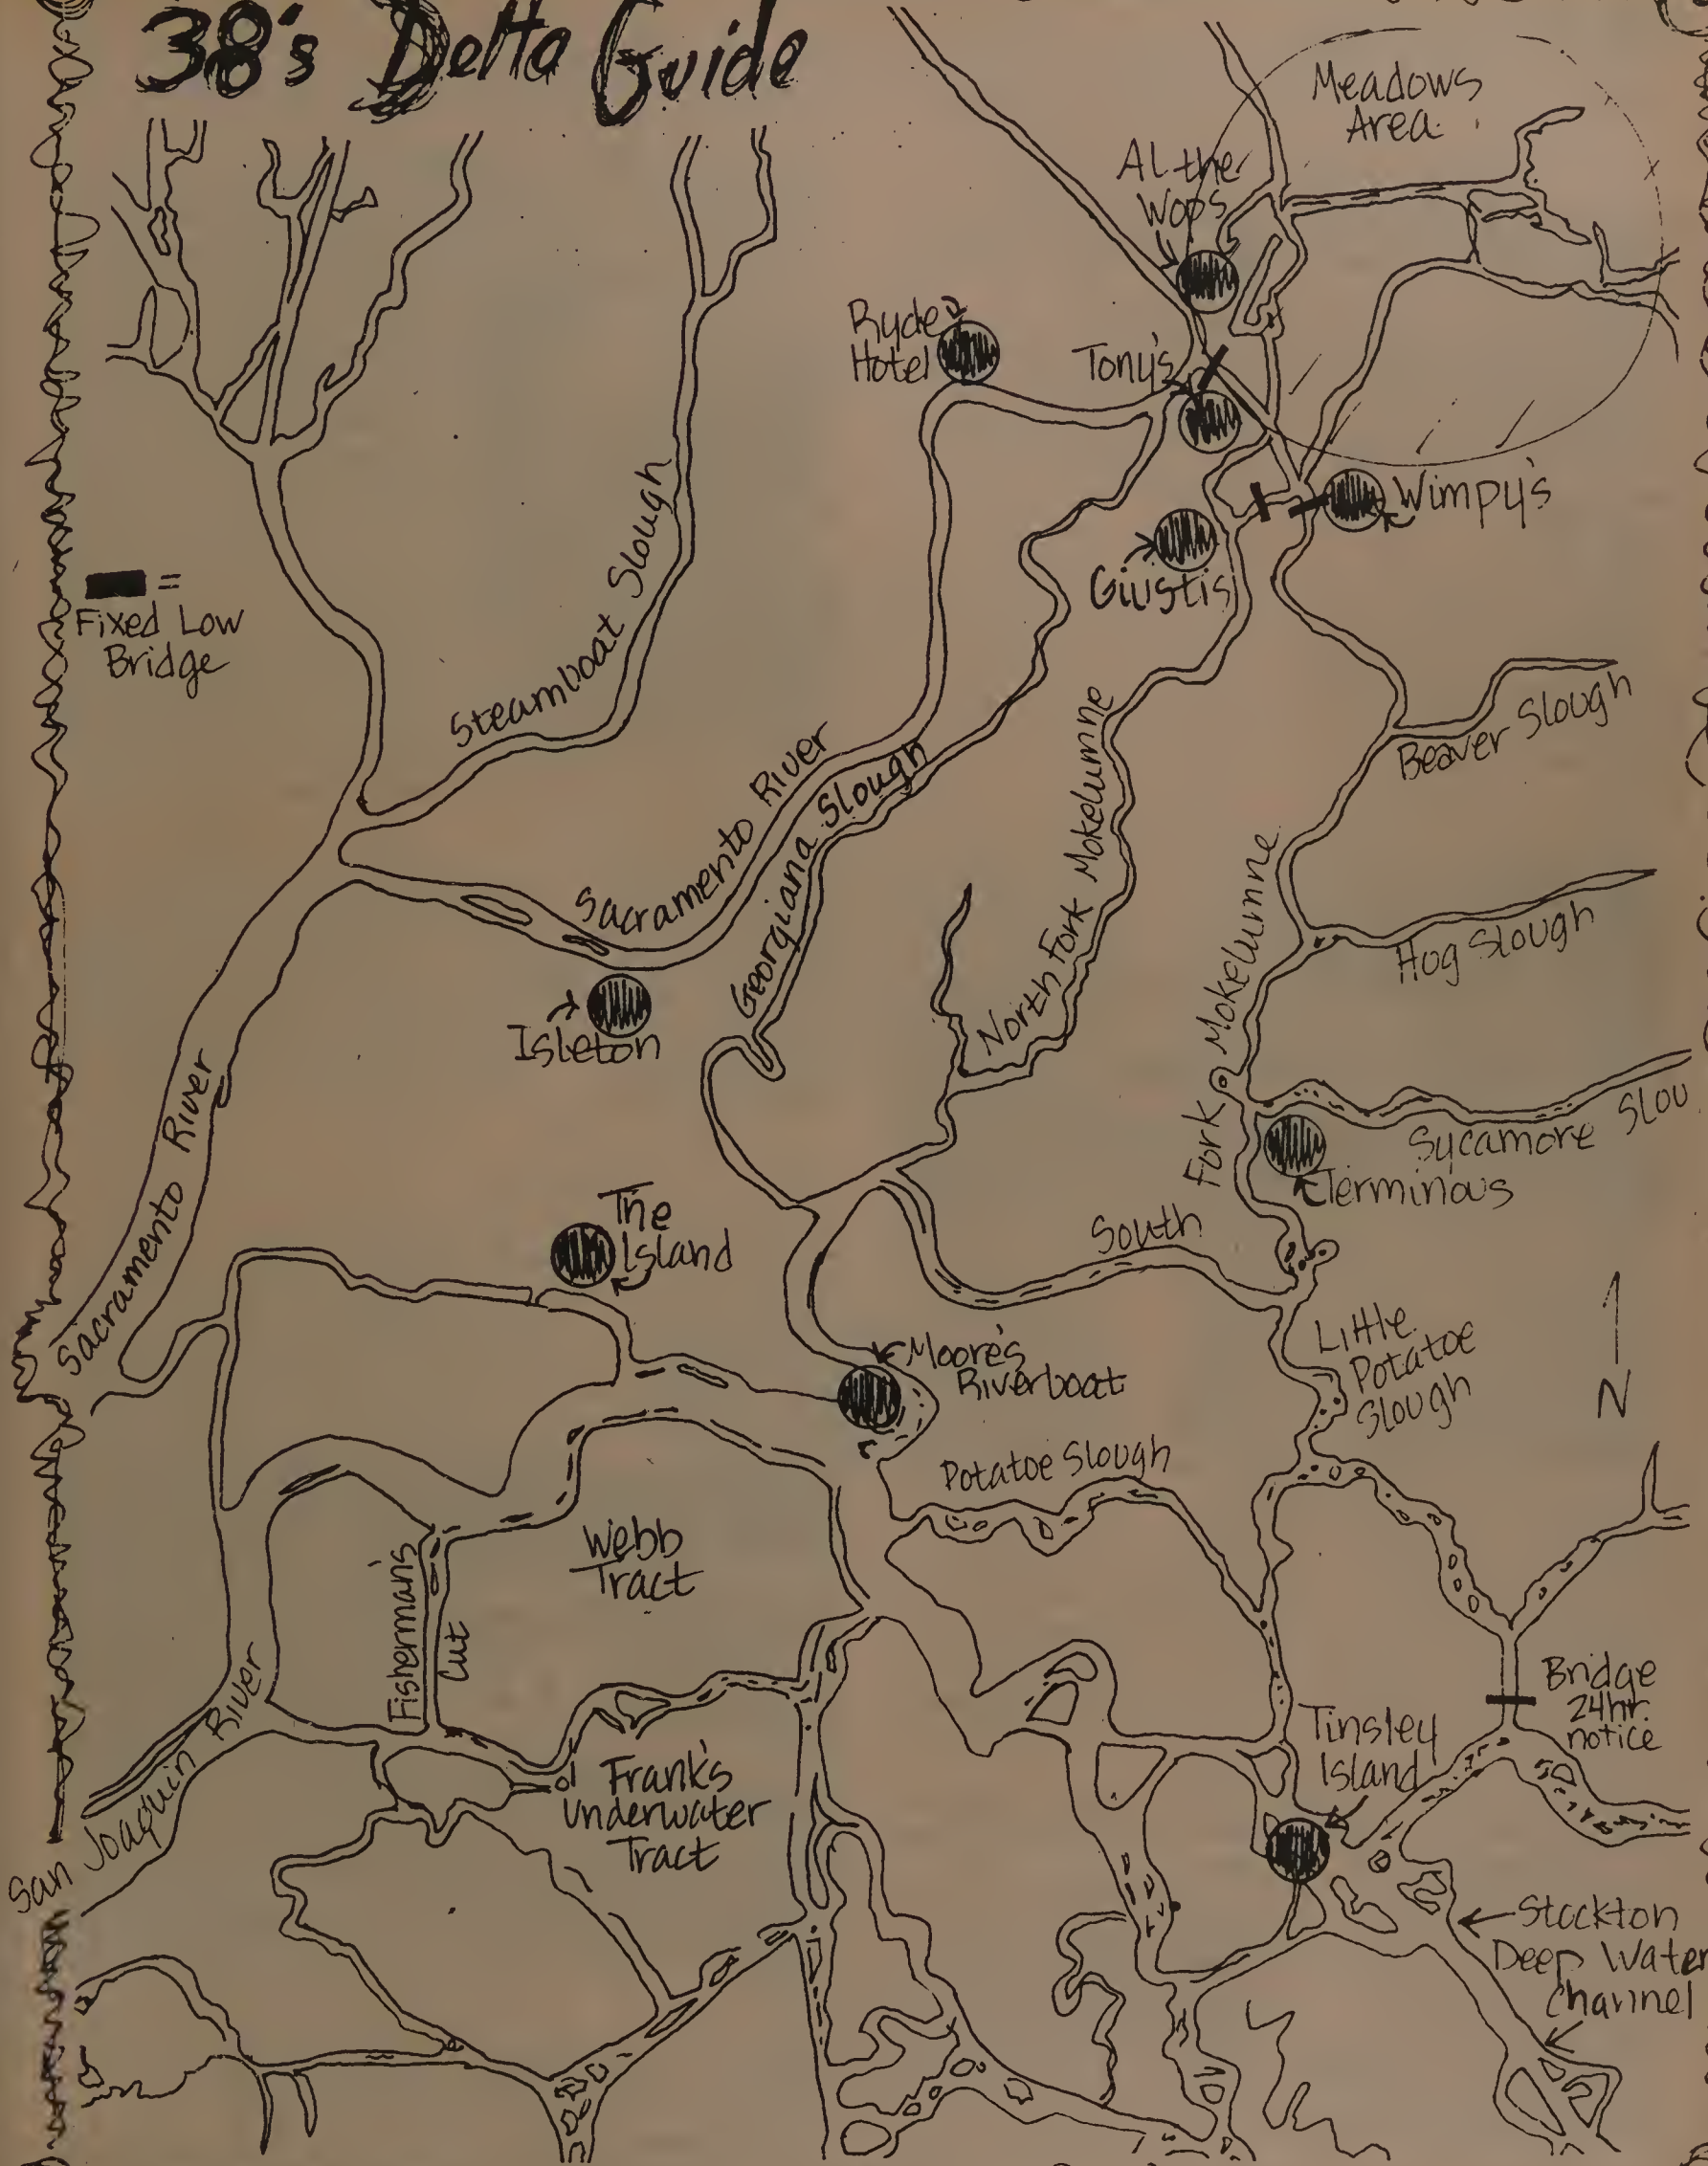 38's Delta Guide
Meadows
Area
Al the
Wops
Ryde
Hotel
Tony's
Wimpy's
Giustis
=
Fixed Low
Bridge
Steamboat Slough
Beaver Slough
Sacramento River
Georgiana Slough
North Fork Mokelumne
Hog Slough
Isleton
South Fork Mokelumne
Sycamore Slou
Terminous
Sacramento River
The
Island
Little
Potatoe
Slough
N
Moore's
Riverboat
Potatoe Slough
Webb
Tract
Fisherman's
Cut
San Joaquin River
Frank's
Underwater
Tract
Tinsley
Island
Bridge
24hr.
notice
Stockton
Deep Water
Channel